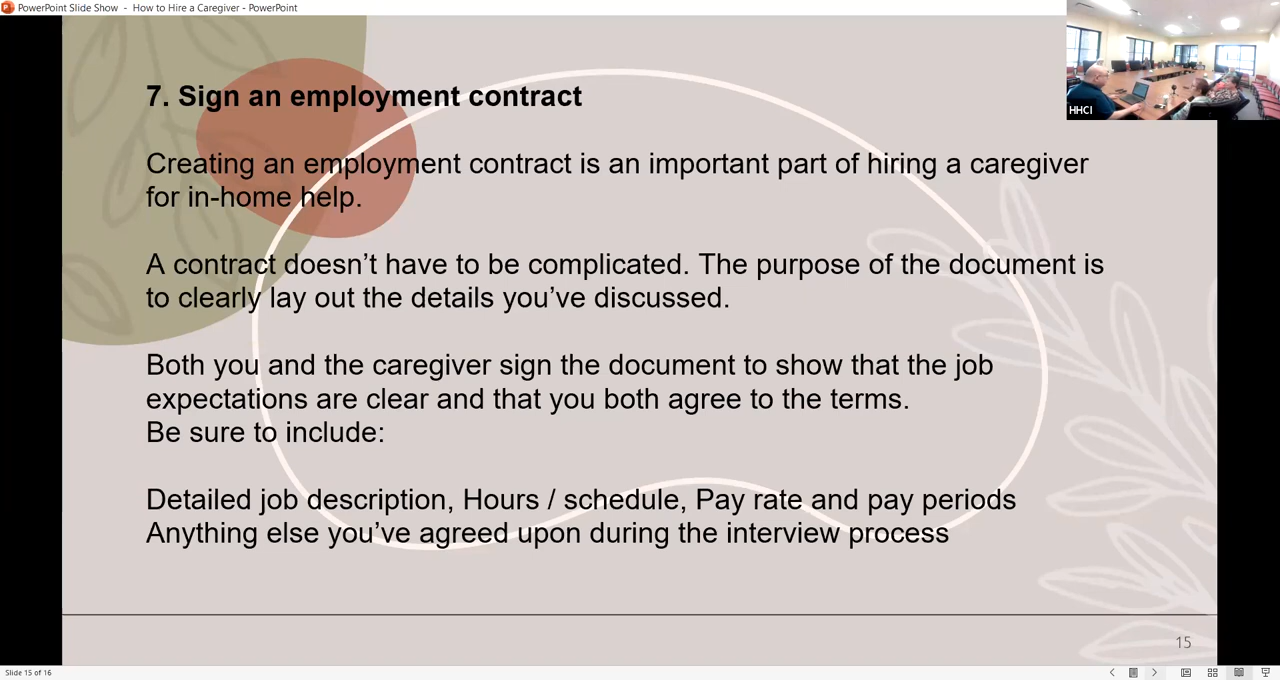 PowerPoint Slide Show - How to Hire a Caregiver - PowerPoint
HHCI
7. Sign an employment contract
Creating an employment contract is an important part of hiring a caregiver
for in-home help.
A contract doesn’t have to be complicated. The purpose of the document is
to clearly lay out the details you’ve discussed.
Both you and the caregiver sign the document to show that the job
expectations are clear and that you both agree to the terms.
Be sure to include:
Detailed job description, Hours / schedule, Pay rate and pay periods
Anything else you’ve agreed upon during the interview process
15
Slide 15 of 16